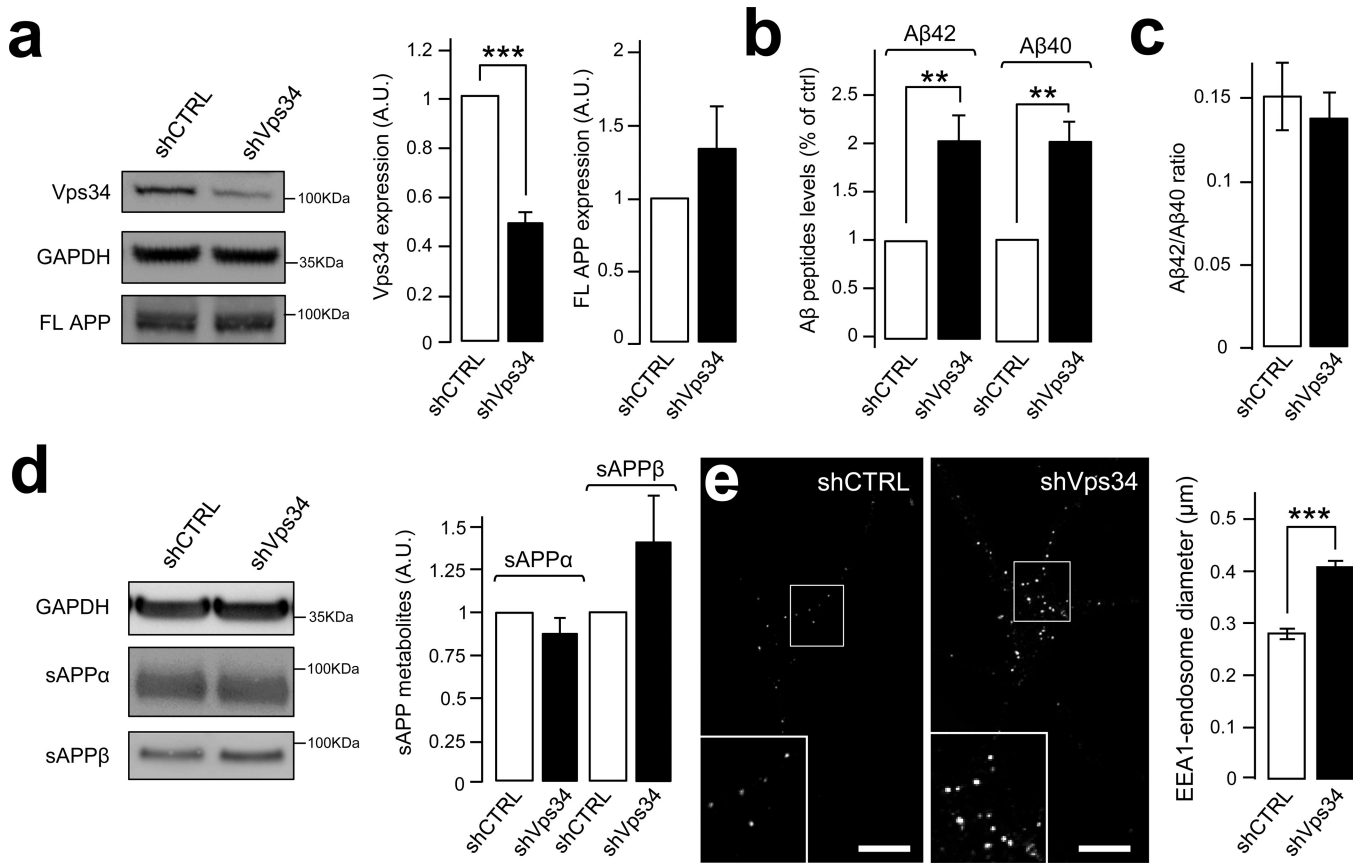 a
shCTRL
shVps34
Vps34
100KDa
GAPDH
35KDa
FL APP
100KDa
Vps34 expression (A.U.)
1.2
1
0.8
0.6
0.4
0.2
0
***
shCTRL
shVps34
FL APP expression (A.U.)
2
1.5
1
0.5
0
shCTRL
shVps34
b
Aβ peptides levels (% of ctrl)
2.5
2
1.5
1
0.5
0
Aβ42
**
Aβ40
**
shCTRL
shVps34
shCTRL
shVps34
c
Aβ42/Aβ40 ratio
0.15
0.1
0.05
0
shCTRL
shVps34
d
shCTRL
shVps34
GAPDH
35KDa
sAPPα
100KDa
sAPPβ
100KDa
sAPP metabolites (A.U.)
1.5
1.25
1
0.75
0.5
0.25
0
sAPPα
sAPPβ
shCTRL
shVps34
shCTRL
shVps34
e
shCTRL
shVps34
EEA1-endosome diameter (µm)
0.5
0.4
0.3
0.2
0.1
0
***
shCTRL
shVps34